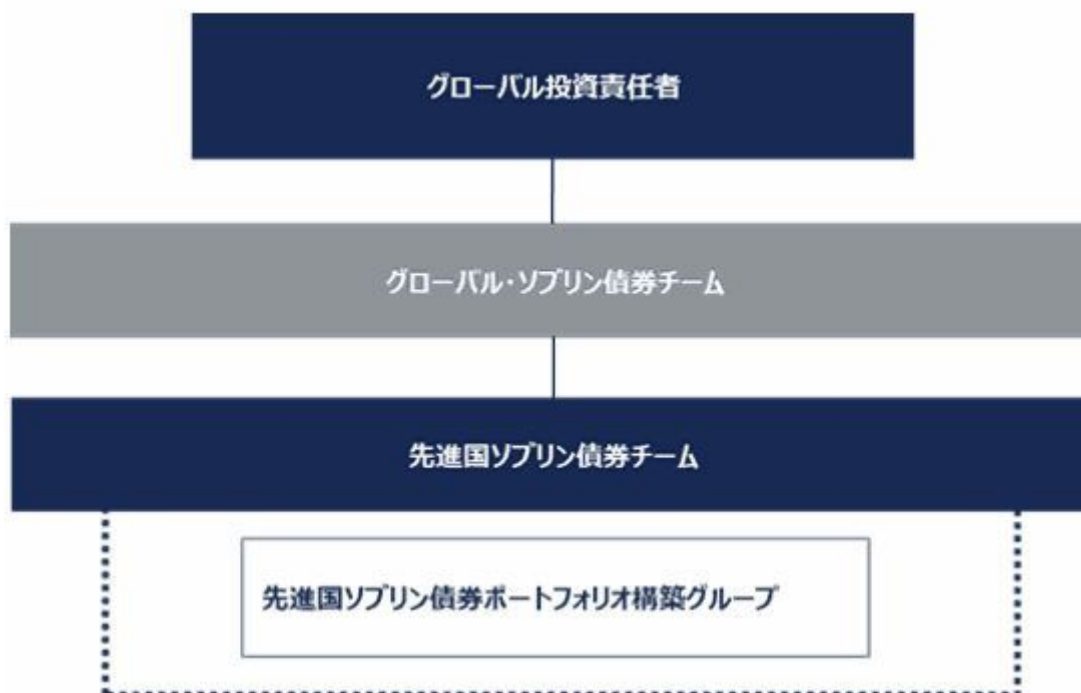 グローバル投資責任者
グローバル・ソブリン債券チーム
先進国ソブリン債券チーム
先進国ソブリン債券ポートフォリオ構築グループ